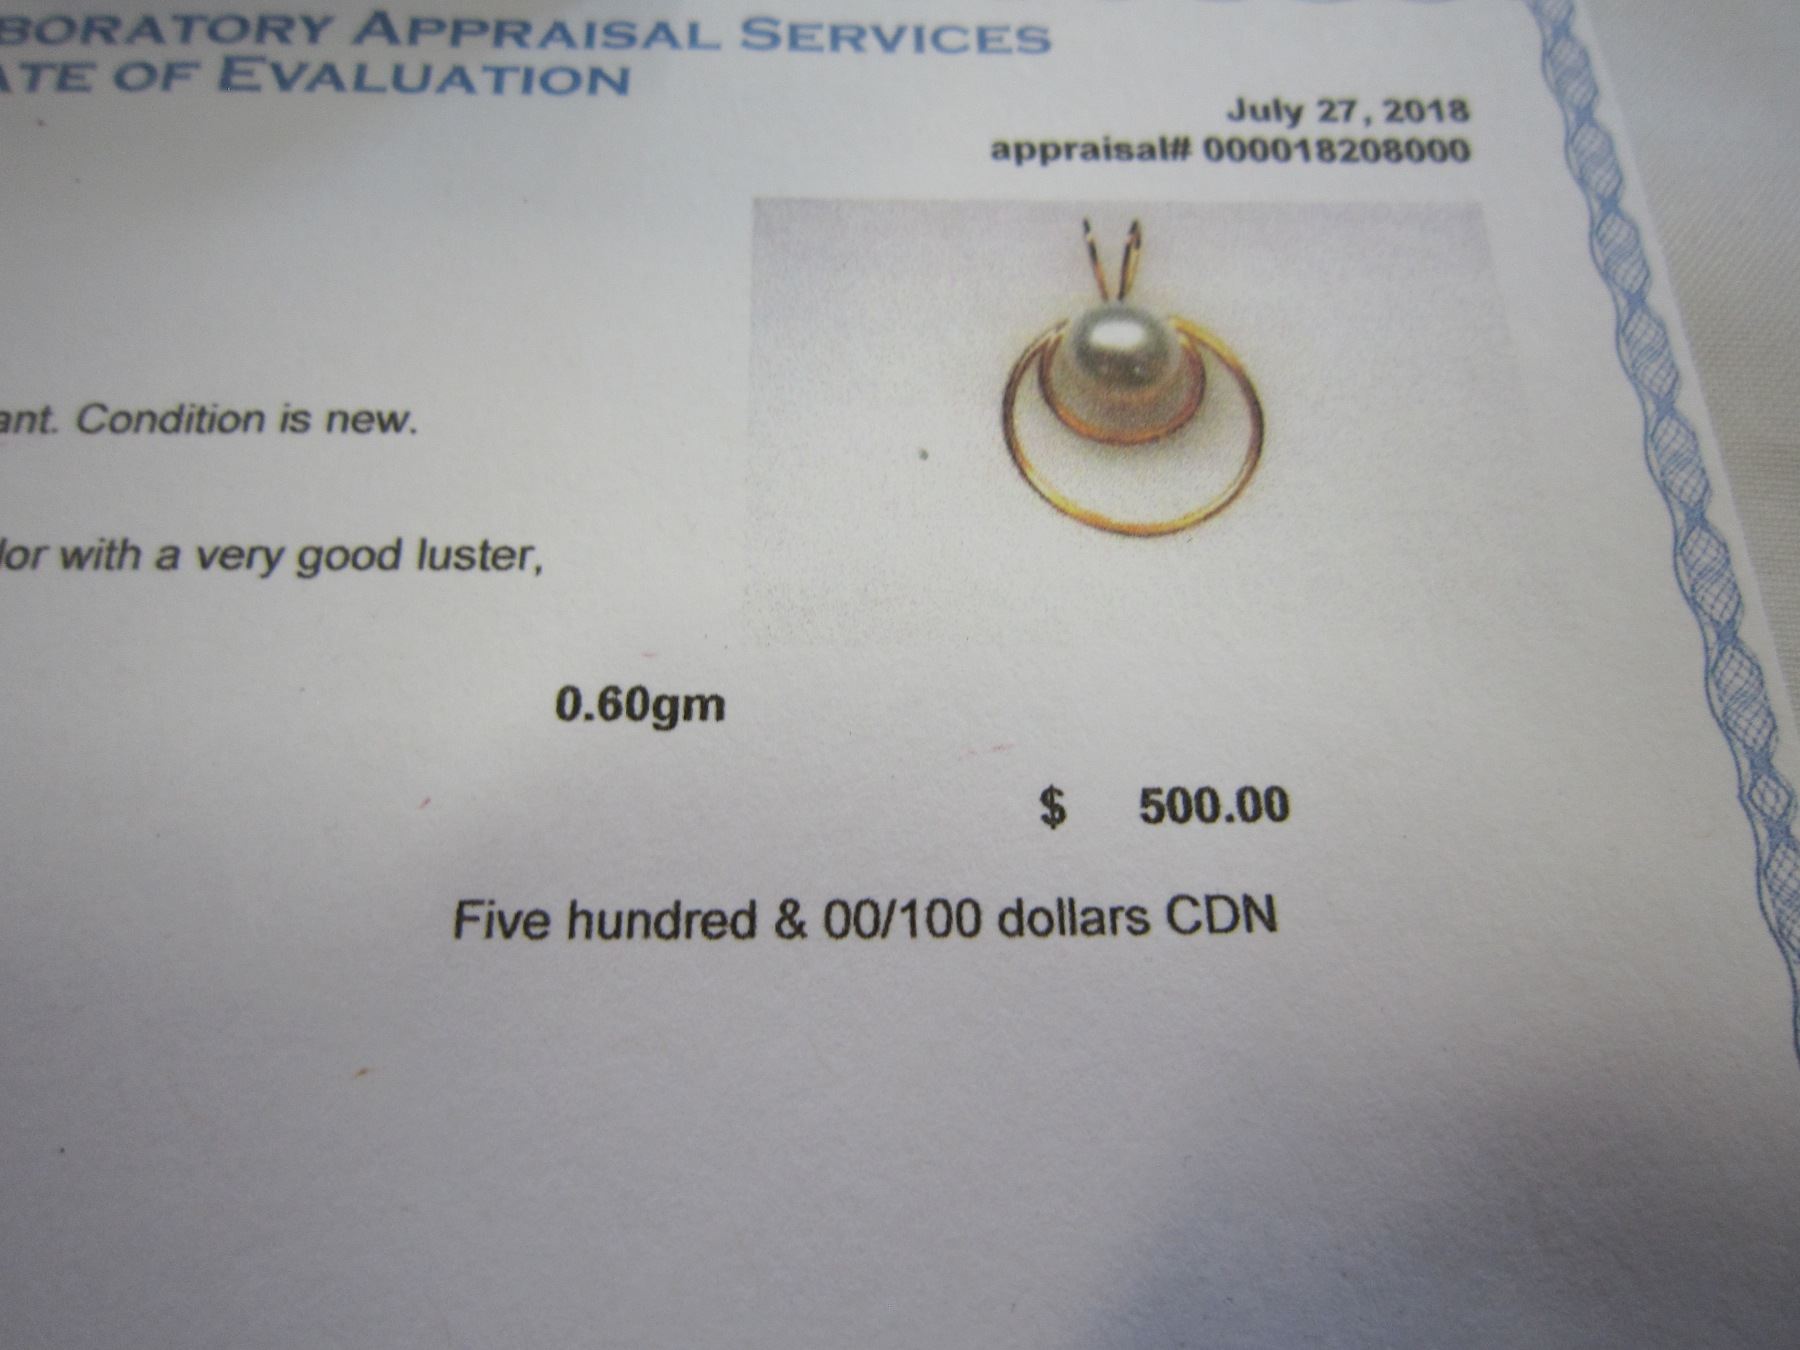 BORATORY APPRAISAL SERVICES
ATE OF EVALUATION
July 27, 2018
appraisal# 000018208000
ant. Condition is new.
lor with a very good luster,
0.60gm
$ 500.00
Five hundred & 00/100 dollars CDN